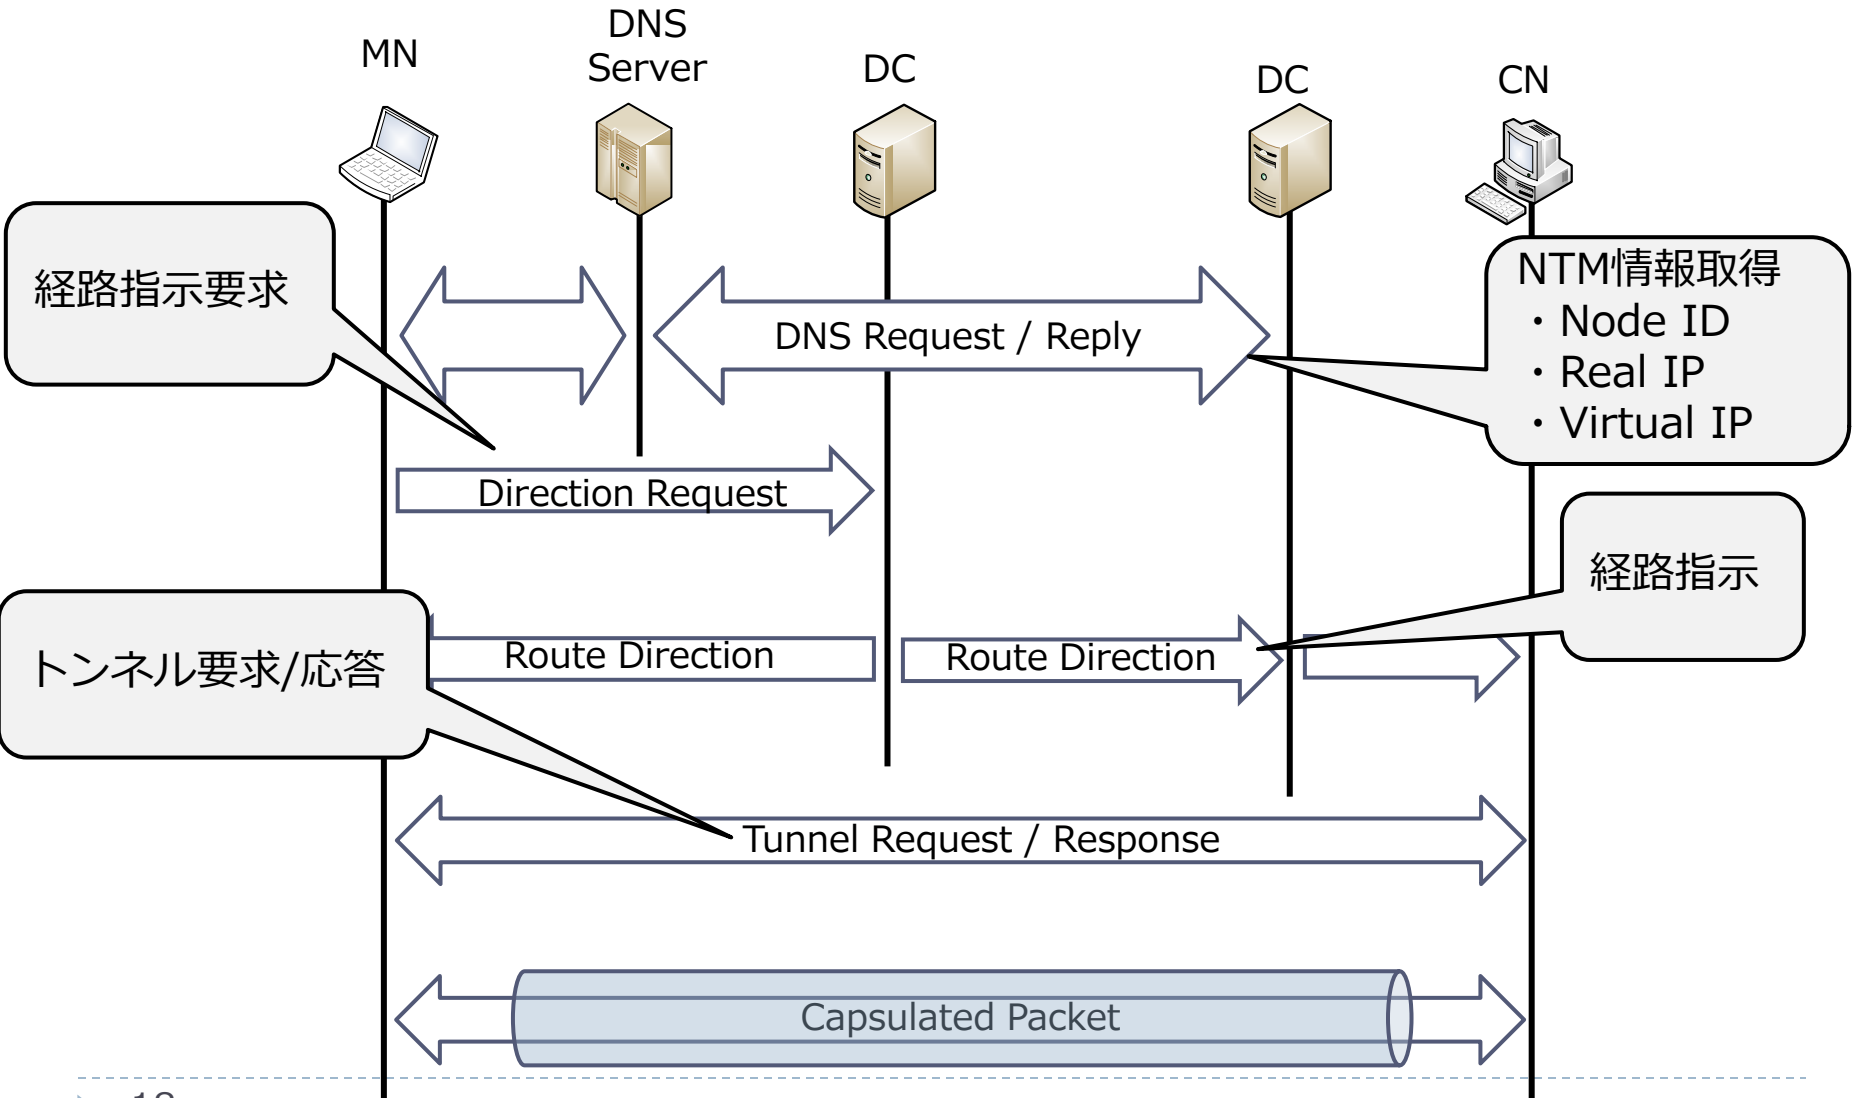 MN
DNS
Server
DC
DC
CN
経路指示要求
DNS Request / Reply
NTM情報取得
・Node ID
・Real IP
・Virtual IP
Direction Request
経路指示
トンネル要求/応答
Route Direction
Route Direction
Tunnel Request / Response
Capsulated Packet